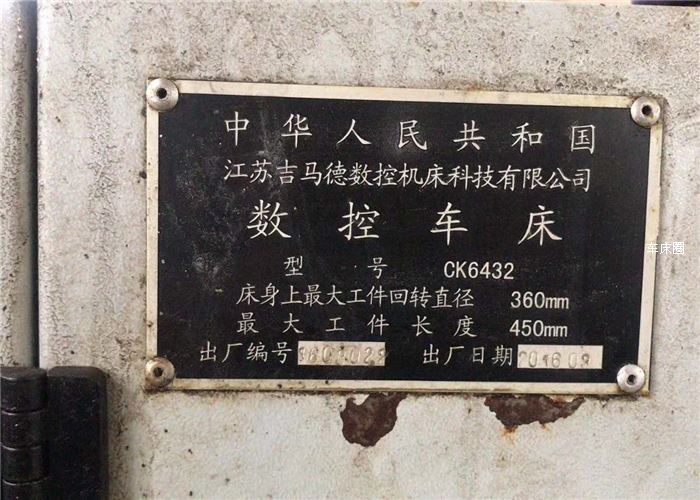 中华人民共和国
江苏吉马德数控机床科技有限公司
数控车床
型号 CK6432
床身上最大工件回转直径 360mm
最大工件长度 450mm
出厂编号 出厂日期 201609
车床圈